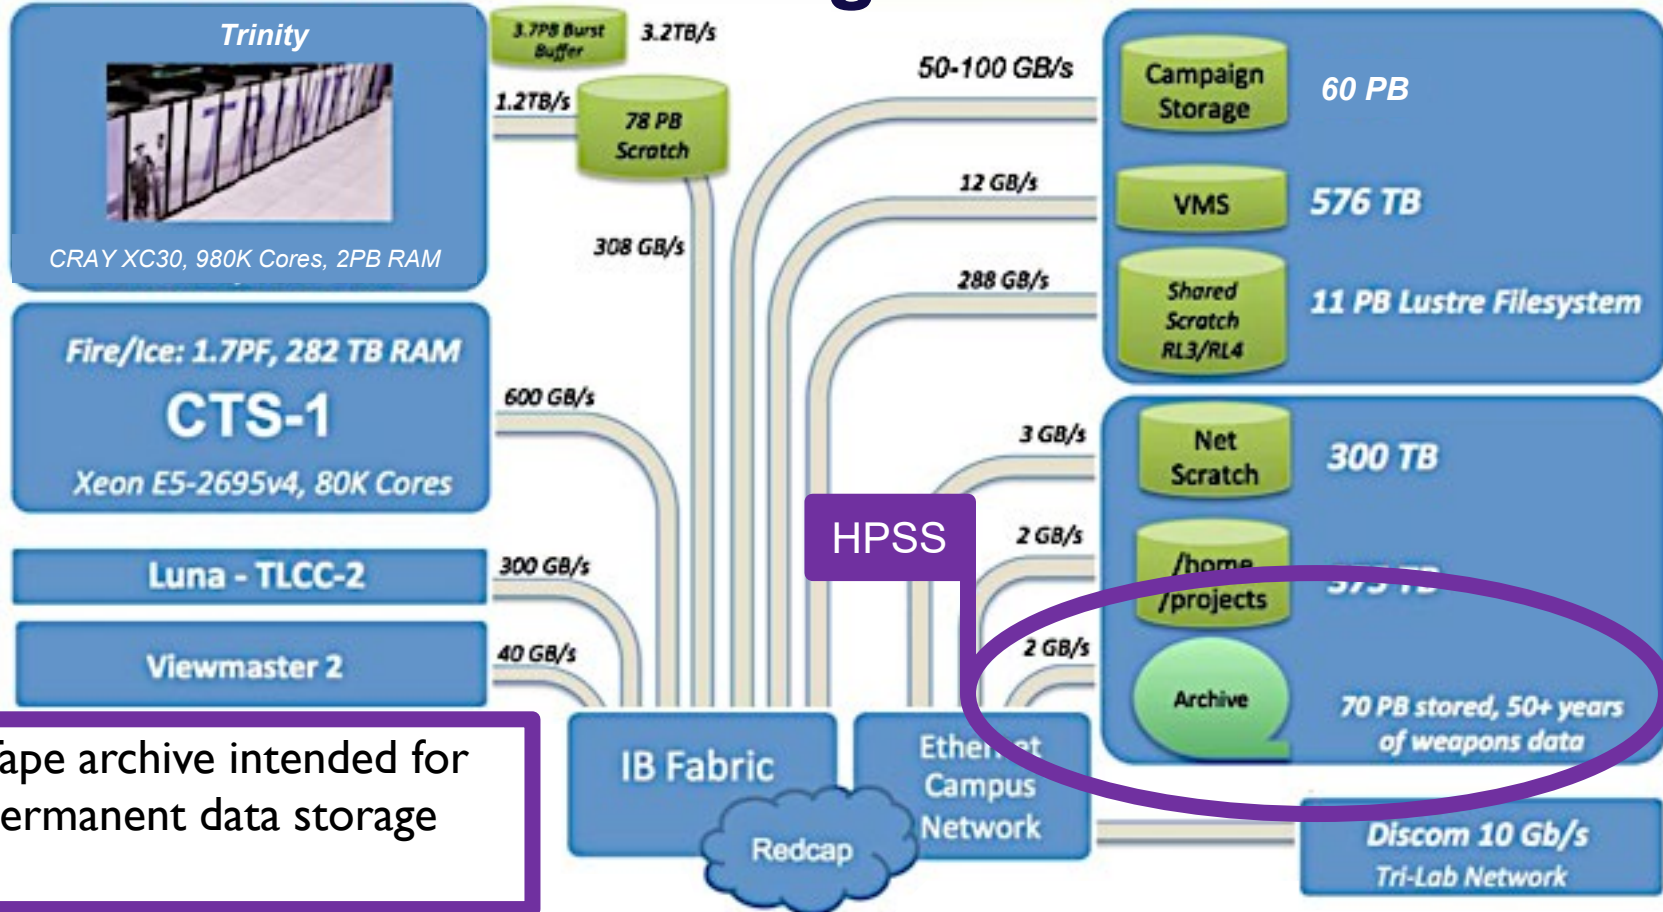 Trinity
CRAY XC30, 980K Cores, 2PB RAM
3.7PB Burst
Buffer
3.2TB/s
1.2TB/s
78 PB
Scratch
308 GB/s
50-100 GB/s
Campaign
Storage
60 PB
12 GB/s
VMS
576 TB
288 GB/s
Shared
Scratch
RL3/RL4
11 PB Lustre Filesystem
Fire/Ice: 1.7PF, 282 TB RAM
CTS-1
Xeon E5-2695v4, 80K Cores
600 GB/s
Luna - TLCC-2
300 GB/s
Viewmaster 2
40 GB/s
3 GB/s
Net
Scratch
300 TB
HPSS
2 GB/s
/home
/projects
TB
2 GB/s
Archive
70 PB stored, 50+ years
of weapons data
ape archive intended for
ermanent data storage
IB Fabric
Ethernet
Campus
Network
Redcap
Discom 10 Gb/s
Tri-Lab Network